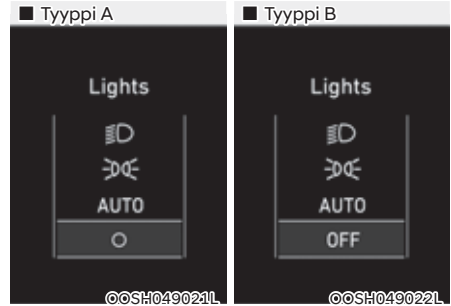 ■ Tyyppi A
Lights
AUTO
OOSH049021L
■ Tyyppi B
Lights
AUTO
OFF
OOSH049022L